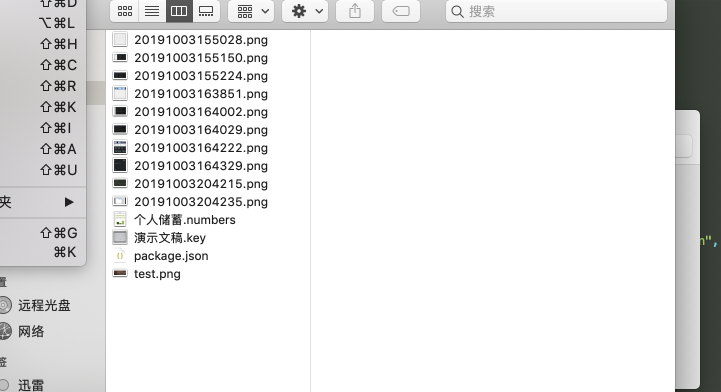 ⇧⌘D
⌥⌘L
⇧⌘H
⇧⌘C
⇧⌘R
⇧⌘K
⇧⌘I
⇧⌘A
⇧⌘U
夹
⇧⌘G
⌘K
置
远程光盘
网络
签
迅雷
搜索
20191003155028.png
20191003155150.png
20191003155224.png
20191003163851.png
20191003164002.png
20191003164029.png
20191003164222.png
20191003164329.png
20191003204215.png
20191003204235.png
个人储蓄.numbers
演示文稿.key
package.json
test.png
",